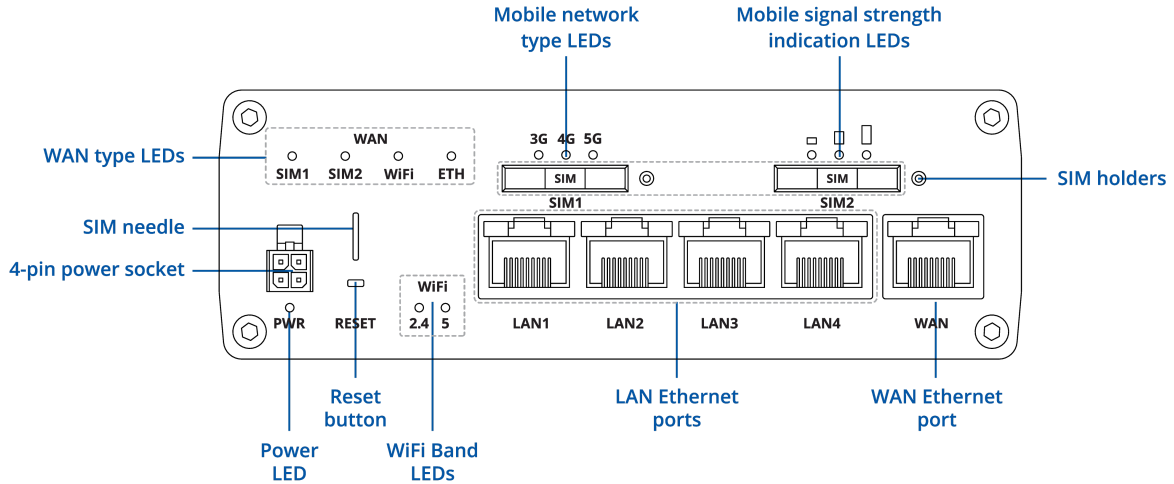 Mobile network
type LEDs
Mobile signal strength
indication LEDs
WAN
3G 4G 5G
WAN type LEDs
SIM1 SIM2 WiFi ETH
SIM
SIM
SIM holders
SIM1
SIM2
SIM needle
4-pin power socket
WiFi
PWR
RESET
2.4 5
LAN1
LAN2
LAN3
LAN4
WAN
Reset
button
LAN Ethernet
ports
WAN Ethernet
port
Power
LED
WiFi Band
LEDs